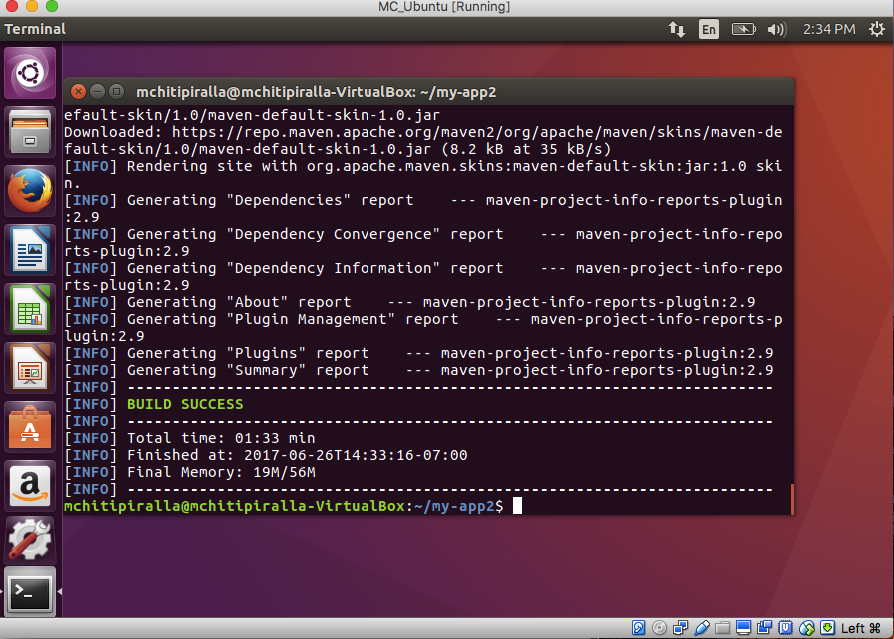 MC_Ubuntu [Running]
Terminal
En
2:34 PM
mchitipiralla@mchitipiralla-VirtualBox: ~/my-app2
efault-skin/1.0/maven-default-skin-1.0.jar
Downloaded: https://repo.maven.apache.org/maven2/org/apache/maven/skins/maven-de
fault-skin/1.0/maven-default-skin-1.0.jar (8.2 kB at 35 kB/s)
[INFO] Rendering site with org.apache.maven.skins:maven-default-skin:jar:1.0 ski
n.
[INFO] Generating "Dependencies" report    --- maven-project-info-reports-plugin
:2.9
[INFO] Generating "Dependency Convergence" report    --- maven-project-info-repo
rts-plugin:2.9
[INFO] Generating "Dependency Information" report    --- maven-project-info-repo
rts-plugin:2.9
[INFO] Generating "About" report    --- maven-project-info-reports-plugin:2.9
[INFO] Generating "Plugin Management" report    --- maven-project-info-reports-p
lugin:2.9
[INFO] Generating "Plugins" report    --- maven-project-info-reports-plugin:2.9
[INFO] Generating "Summary" report    --- maven-project-info-reports-plugin:2.9
[INFO] ------------------------------------------------------------------------
[INFO] BUILD SUCCESS
[INFO] ------------------------------------------------------------------------
[INFO] Total time: 01:33 min
[INFO] Finished at: 2017-06-26T14:33:16-07:00
[INFO] Final Memory: 19M/56M
[INFO] ------------------------------------------------------------------------
mchitipiralla@mchitipiralla-VirtualBox:~/my-app2$
a
>_
Left ⌘